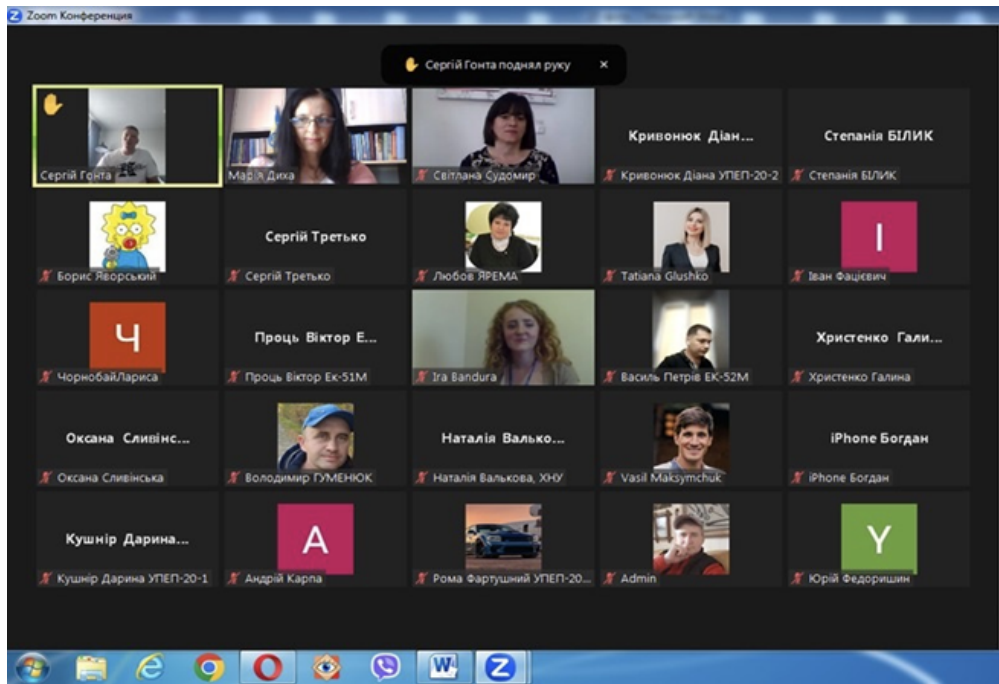 Zoom Конференция
Сергій Гонта поднял руку
Сергій Гонта
Марія Диха
Світлана Судомир
Кривонюк Діан...
Кривонюк Діана УПЕП-20-2
Степанія БІЛИК
Степанія БІЛИК
Борис Яворський
Сергій Третько
Сергій Третько
Любов ЯРЕМА
Tatiana Glushko
І
Іван Фацієвич
Ч
ЧорнобайЛариса
Проць Віктор Е...
Проць Віктор Ек-51М
Ira Bandura
Василь Петрів ЕК-52М
Христенко Гали...
Христенко Галина
Оксана Сливінс...
Оксана Сливінська
Володимир ГУМЕНЮК
Наталія Валько...
Наталія Валькова, ХНУ
Vasil Maksymchuk
iPhone Богдан
iPhone Богдан
Кушнір Дарина...
Кушнір Дарина УПЕП-20-1
А
Андрій Карпа
Рома Фартушний УПЕП-20...
Admin
Y
Юрій Федоришин